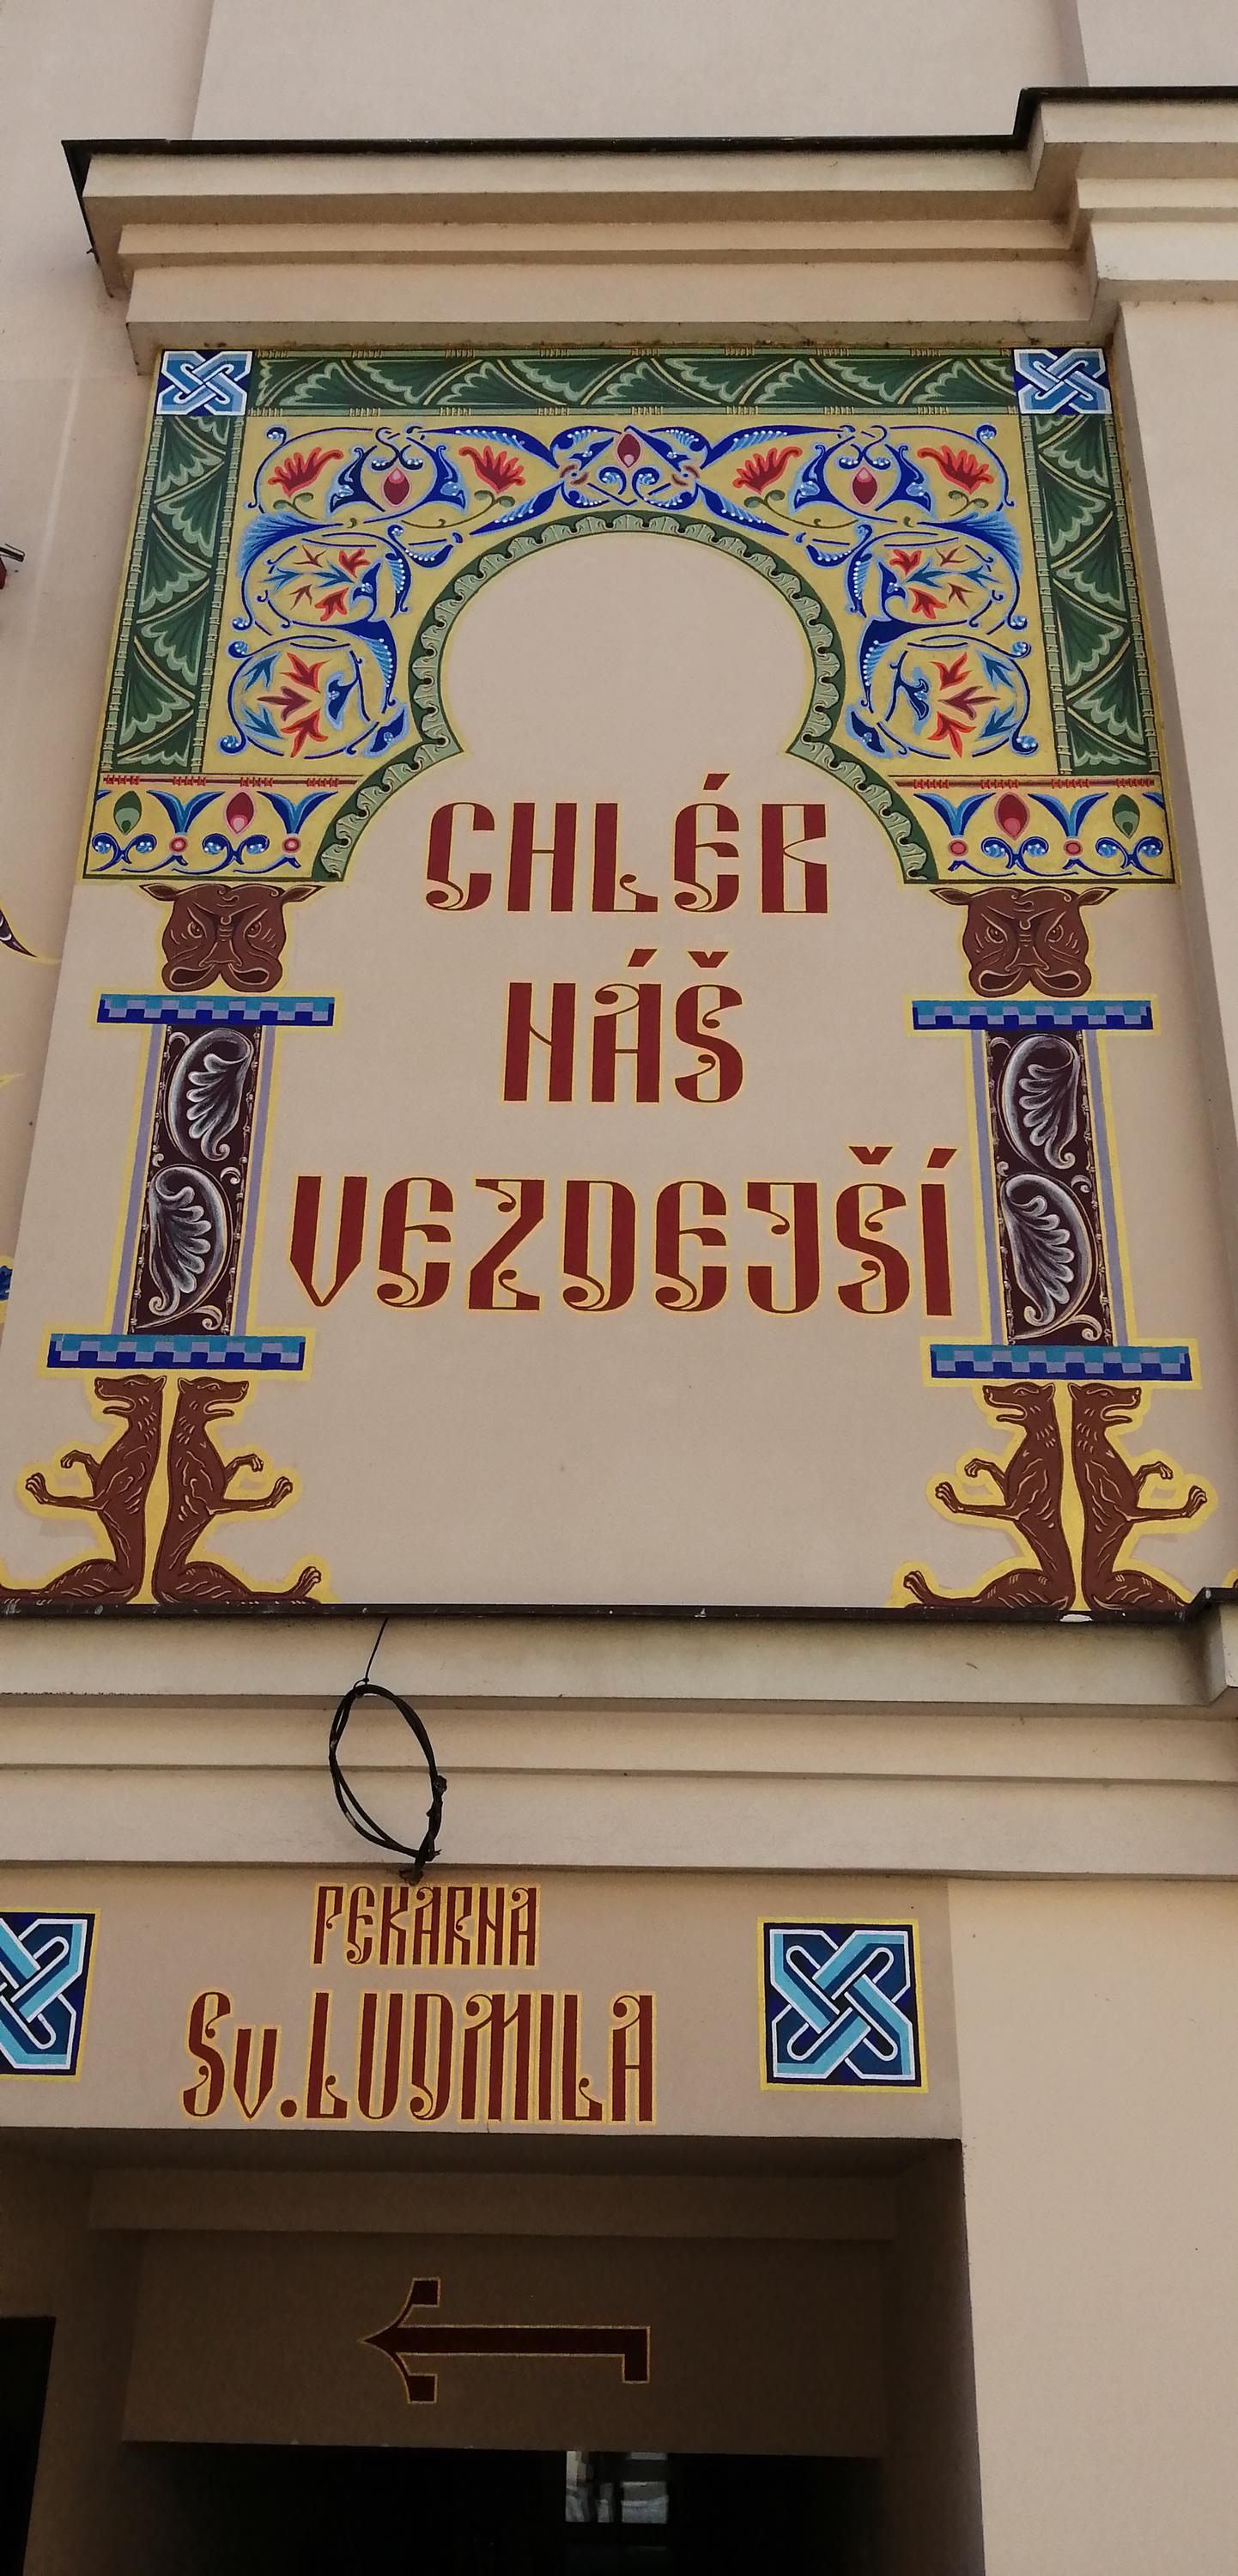 CHLÉB
NÁŠ
VEZDEJŠÍ
PEKARNA
Sv. LUDMILA